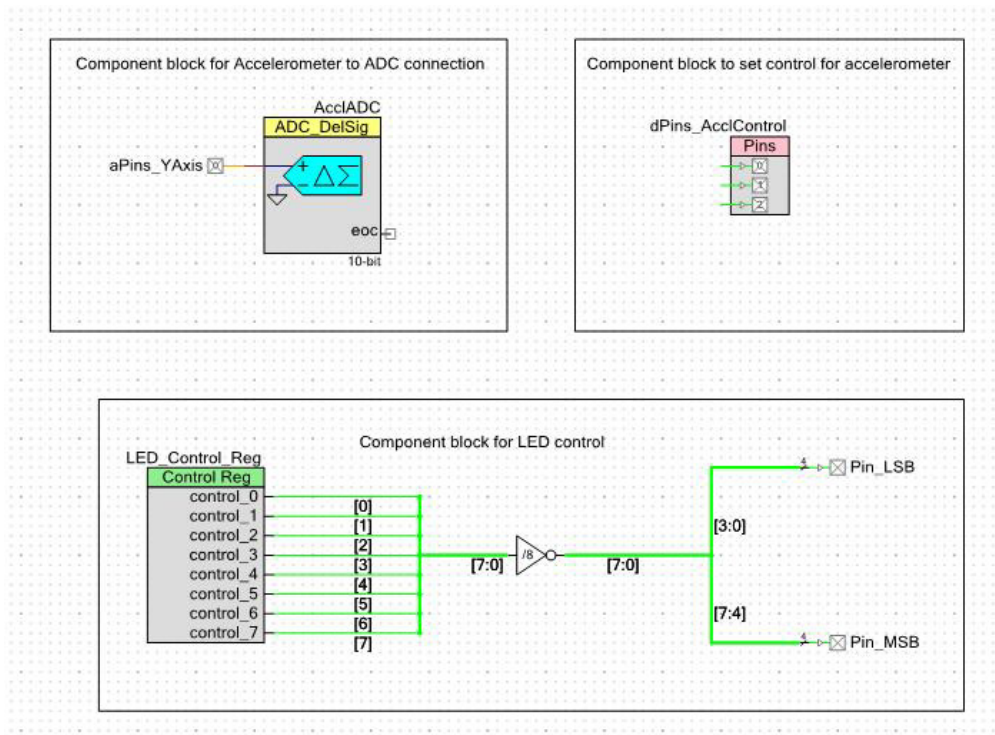 Component block for Accelerometer to ADC connection
AcclADC
ADC_DelSig
aPins_YAxis
eoc
10-bit
Component block to set control for accelerometer
dPins_AcclControl
Pins
0
1
2
Component block for LED control
LED_Control_Reg
Control Reg
control_0
[0]
control_1
[1]
control_2
[2]
control_3
[3]
control_4
[4]
control_5
[5]
control_6
[6]
control_7
[7]
[7:0]
/8
[7:0]
[3:0]
[7:4]
4
Pin_LSB
4
Pin_MSB